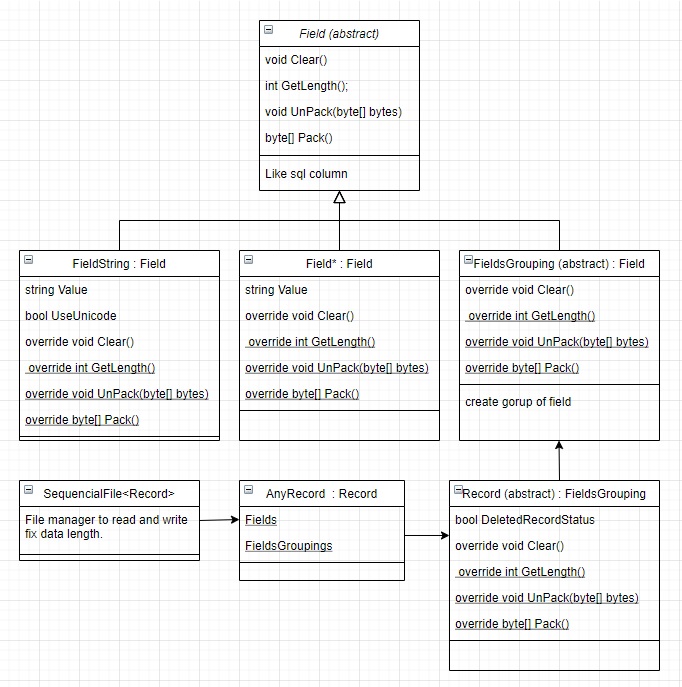 Field (abstract)
void Clear()
int GetLength();
void UnPack(byte[] bytes)
byte[] Pack()
Like sql column
FieldString : Field
string Value
bool UseUnicode
override void Clear()
override int GetLength()
override void UnPack(byte[] bytes)
override byte[] Pack()
Field* : Field
string Value
override void Clear()
override int GetLength()
override void UnPack(byte[] bytes)
override byte[] Pack()
FieldsGrouping (abstract) : Field
override void Clear()
override int GetLength()
override void UnPack(byte[] bytes)
override byte[] Pack()
create gorup of field
SequencialFile<Record>
File manager to read and write
fix data length.
AnyRecord : Record
Fields
FieldsGroupings
Record (abstract) : FieldsGrouping
bool DeletedRecordStatus
override void Clear()
override int GetLength()
override void UnPack(byte[] bytes)
override byte[] Pack()